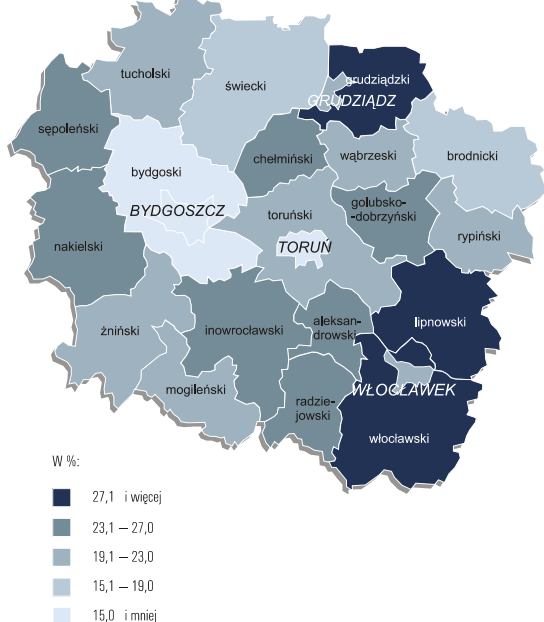 tucholski
świecki
grudziądzki
GRUDZIĄDZ
sępoleński
bydgoski
chełmiński
wąbrzeski
brodnicki
BYDGOSZCZ
toruński
golubsko-
-dobrzyński
nakielski
TORUŃ
rypiński
żniński
inowrocławski
aleksan-
drowski
lipnowski
mogileński
radzie-
jowski
WŁOCŁAWEK
włocławski
W %:
27,1 i więcej
23,1 – 27,0
19,1 – 23,0
15,1 – 19,0
15,0 i mniej